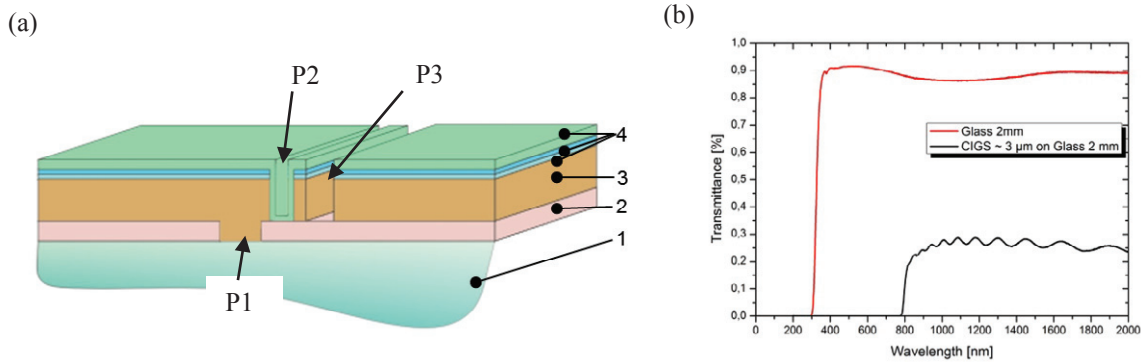 (a)
P2
P3
4
3
2
1
P1
(b)
1,0
0,9
0,8
0,7
0,6
0,5
0,4
0,3
0,2
0,1
0,0
Transmittance [%]
Glass 2mm
CIGS ~ 3 μm on Glass 2 mm
0 200 400 600 800 1000 1200 1400 1600 1800 2000
Wavelength [nm]